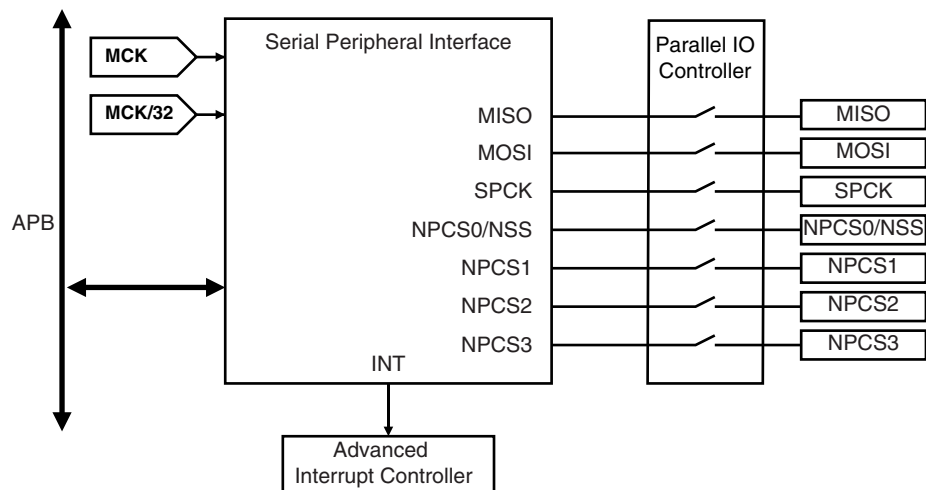 Serial Peripheral Interface
Parallel IO
Controller
MCK
MCK/32
APB
MISO
MOSI
SPCK
NPCS0/NSS
NPCS1
NPCS2
NPCS3
INT
MISO
MOSI
SPCK
NPCS0/NSS
NPCS1
NPCS2
NPCS3
Advanced
Interrupt Controller